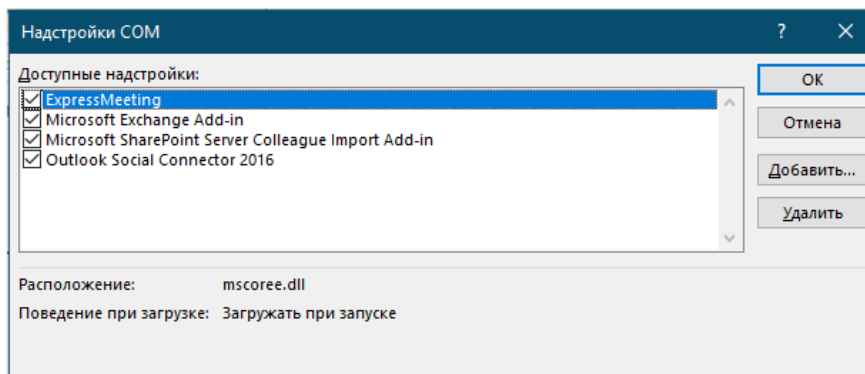 Надстройки COM
Доступные надстройки:
ExpressMeeting
Microsoft Exchange Add-in
Microsoft SharePoint Server Colleague Import Add-in
Outlook Social Connector 2016
OK
Отмена
Добавить...
Удалить
Расположение: mscoree.dll
Поведение при загрузке: Загружать при запуске